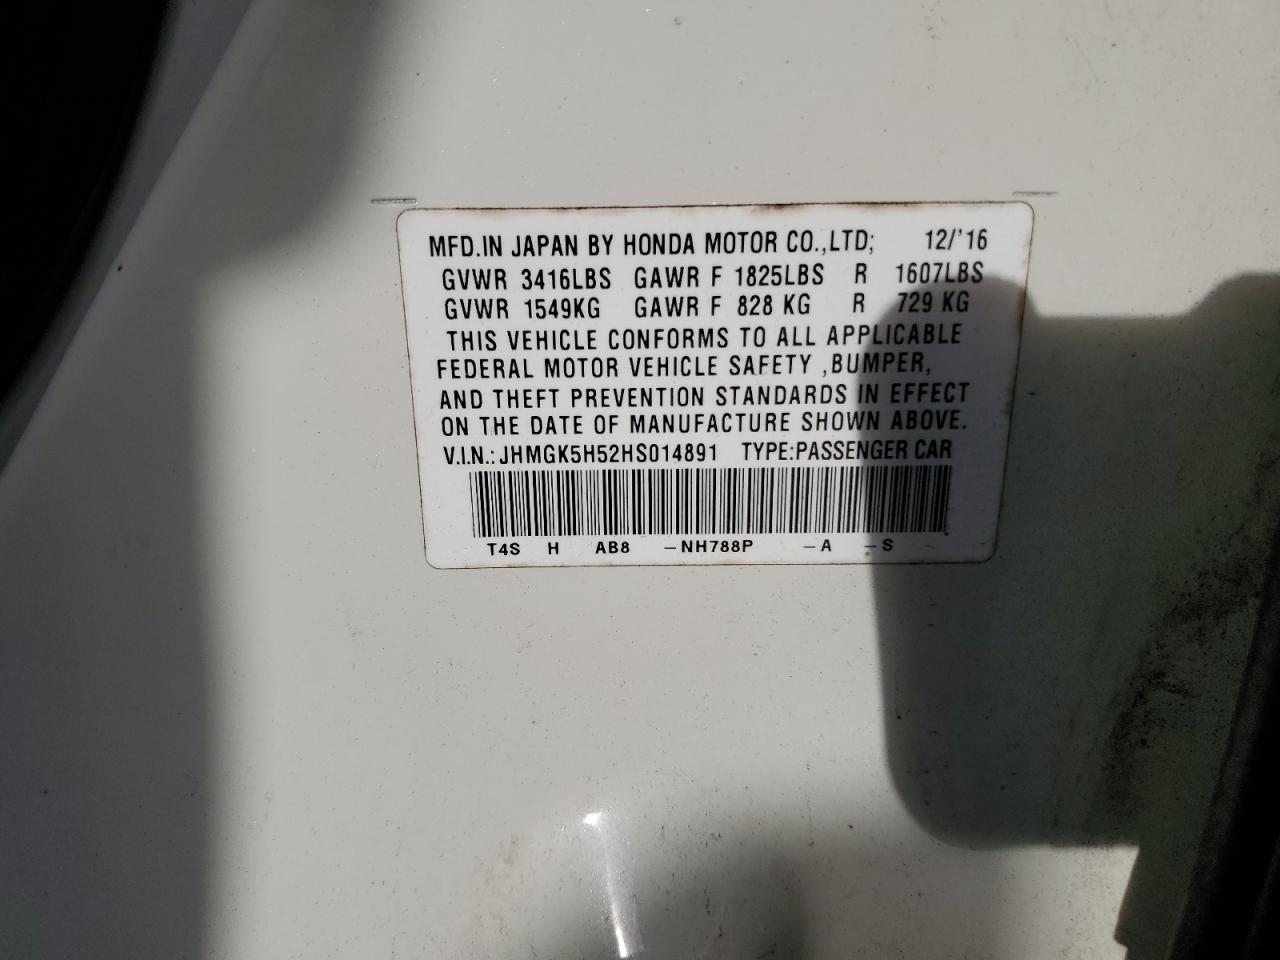 MFD.IN JAPAN BY HONDA MOTOR CO.,LTD; 12/'16
GVWR 3416LBS GAWR F 1825LBS R 1607LBS
GVWR 1549KG GAWR F 828 KG R 729 KG
THIS VEHICLE CONFORMS TO ALL APPLICABLE
FEDERAL MOTOR VEHICLE SAFETY ,BUMPER,
AND THEFT PREVENTION STANDARDS IN EFFECT
ON THE DATE OF MANUFACTURE SHOWN ABOVE.
V.I.N.: JHMGK5H52HS014891 TYPE:PASSENGER CAR
T4S H AB8 -NH788P -A -S